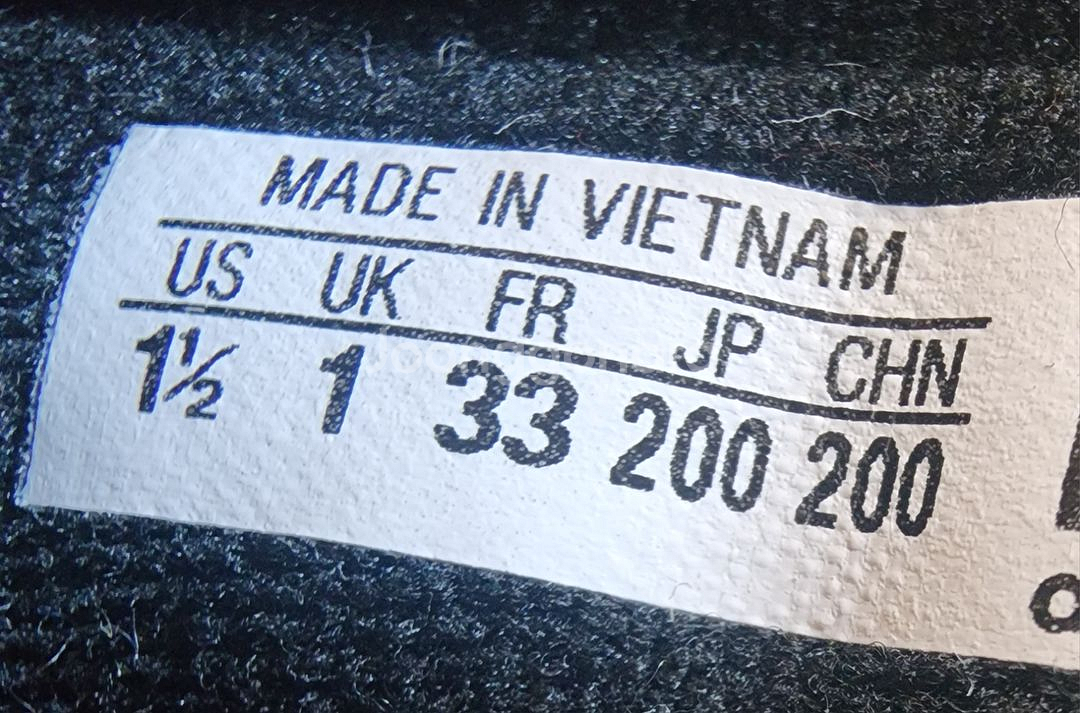 MADE IN VIETNAM
US UK FR JP CHN
1½ 1 33 200 200